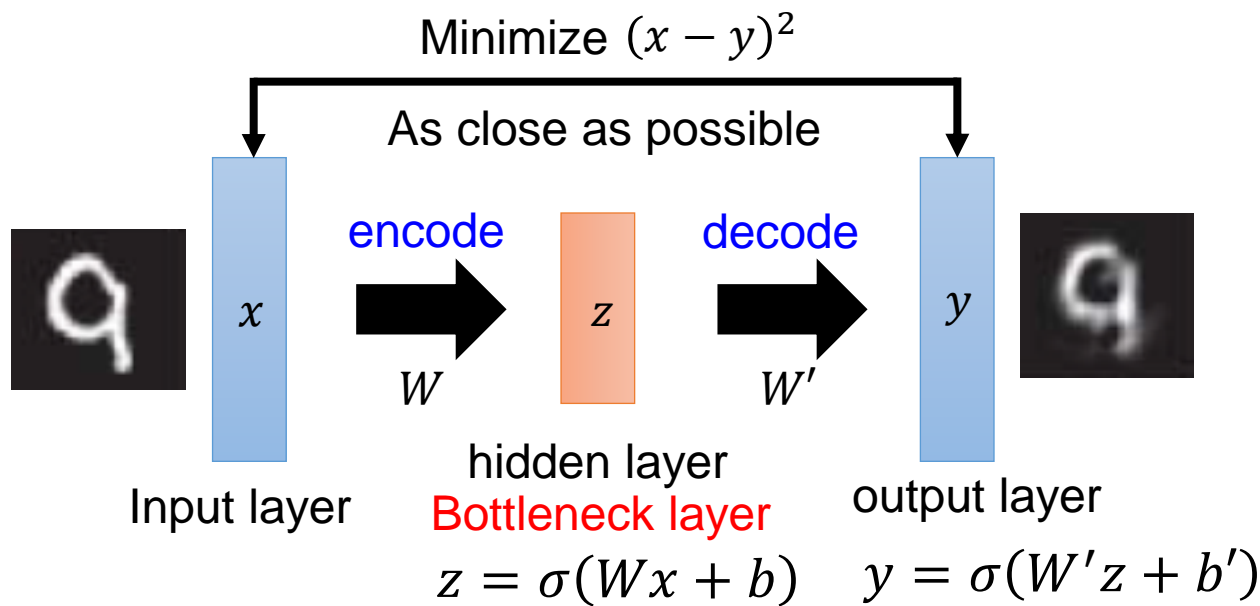 Minimize (x − y)²
As close as possible
encode
decode
x
z
y
W
W′
hidden layer
Input layer
Bottleneck layer
output layer
z = σ(Wx + b)
y = σ(W′z + b′)